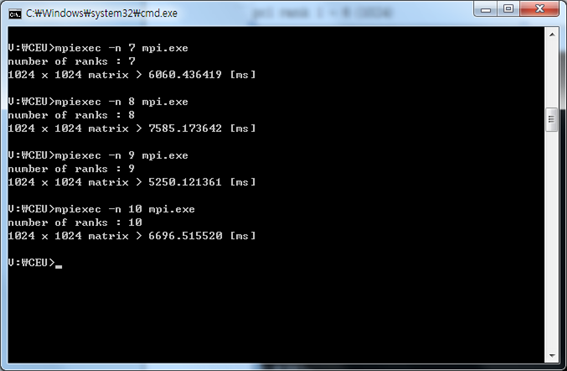 C:₩Windows₩system32₩cmd.exe
V:₩CEU>mpiexec -n 7 mpi.exe
number of ranks : 7
1024 x 1024 matrix > 6060.436419 [ms]
V:₩CEU>mpiexec -n 8 mpi.exe
number of ranks : 8
1024 x 1024 matrix > 7585.173642 [ms]
V:₩CEU>mpiexec -n 9 mpi.exe
number of ranks : 9
1024 x 1024 matrix > 5250.121361 [ms]
V:₩CEU>mpiexec -n 10 mpi.exe
number of ranks : 10
1024 x 1024 matrix > 6696.515520 [ms]
V:₩CEU>